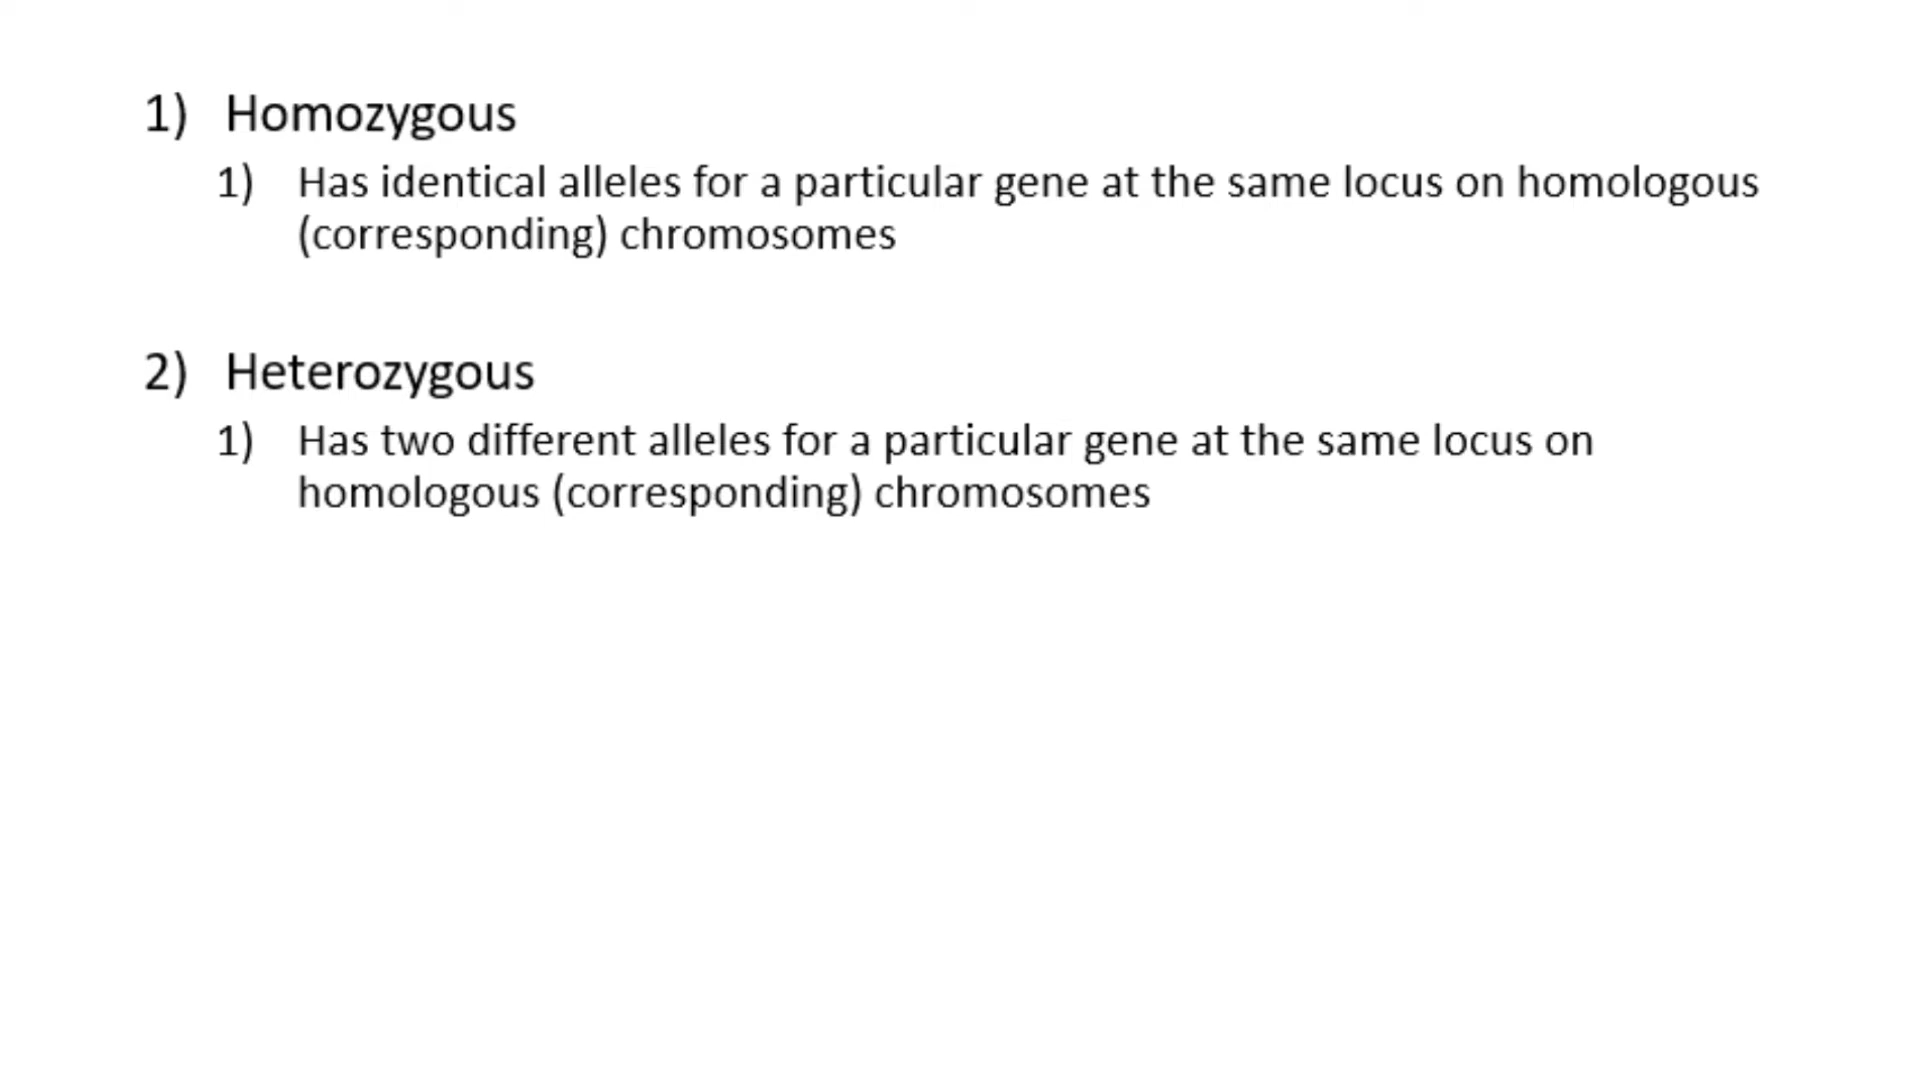 1) Homozygous
1) Has identical alleles for a particular gene at the same locus on homologous
(corresponding) chromosomes
2) Heterozygous
1) Has two different alleles for a particular gene at the same locus on
homologous (corresponding) chromosomes